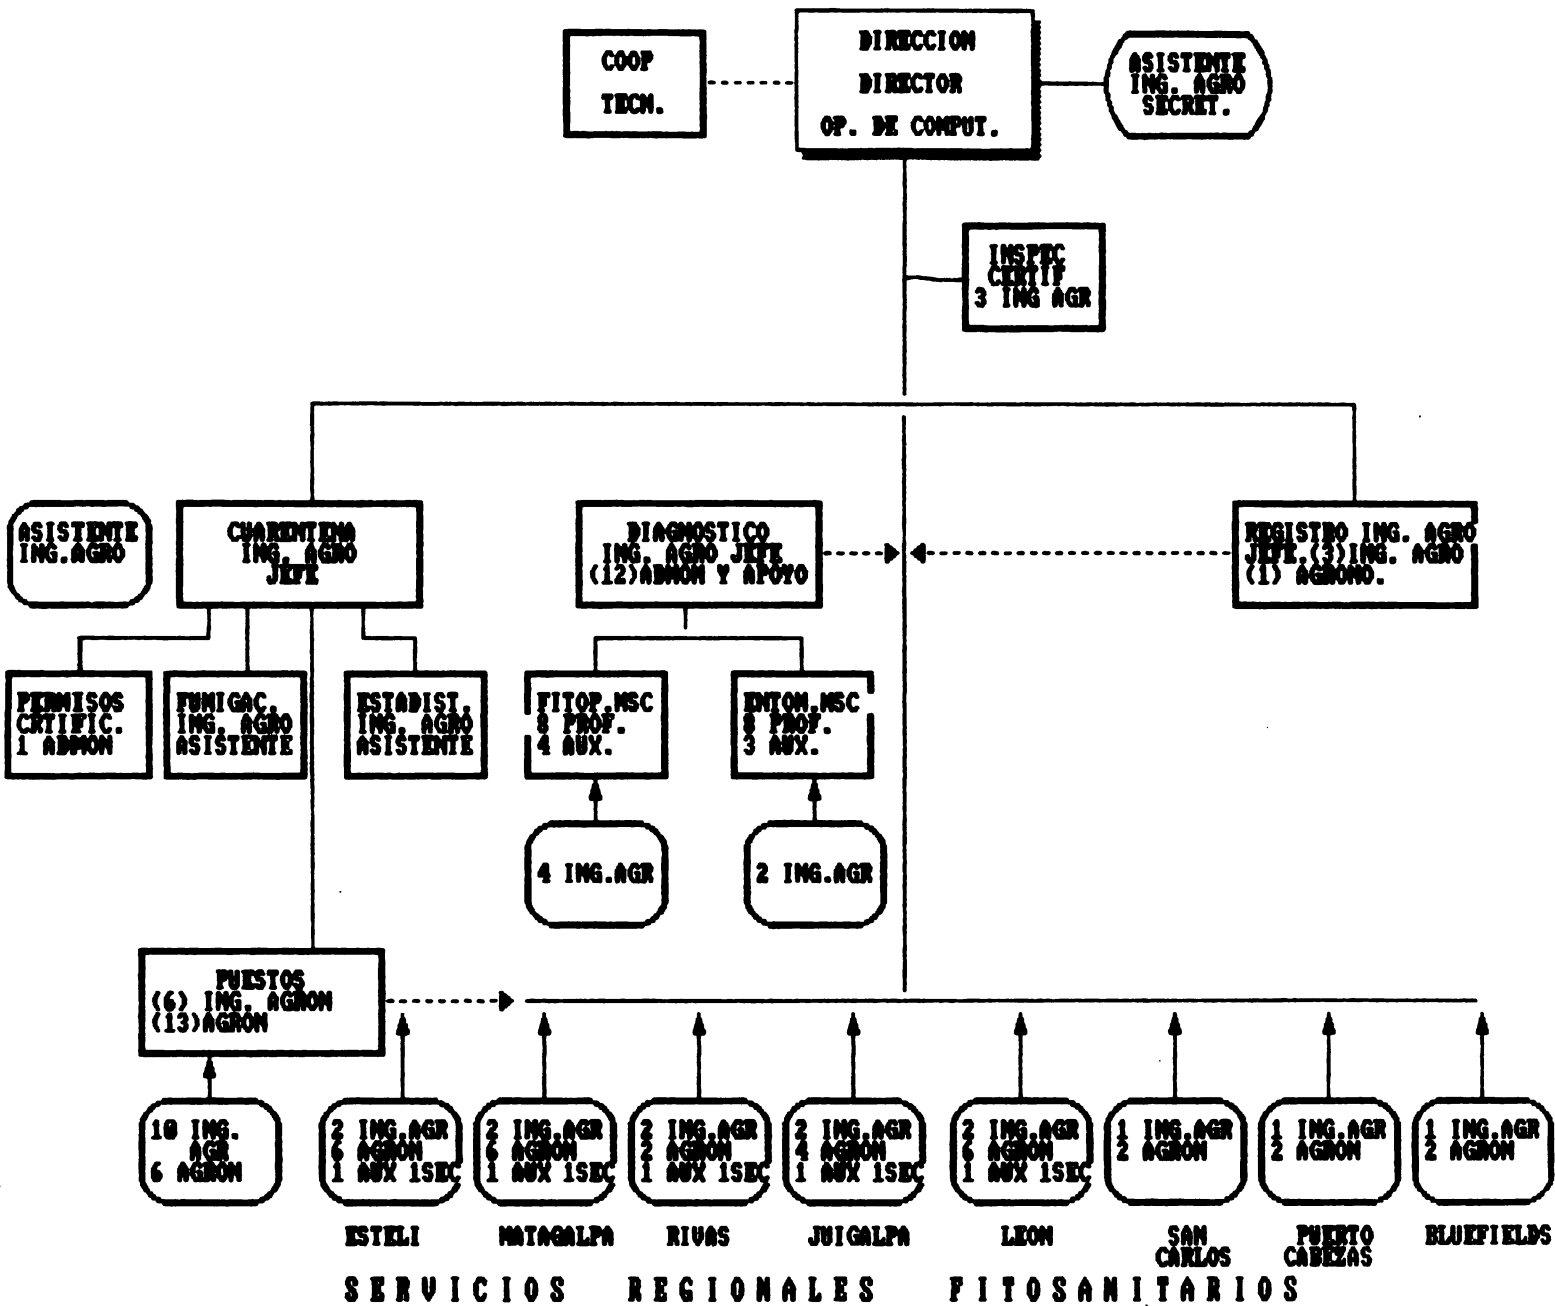 COOP
TECN.
DIRECCION
DIRECTOR
OP. DE COMPUT.
ASISTENTE
ING. AGRO
SECRET.
INSPEC
CERTIF
3 ING AGR
ASISTENTE
ING.AGRO
CUARENTENA
ING. AGRO
JEFE
DIAGNOSTICO
ING. AGRO JEFE
(12)ADMON Y APOYO
REGISTRO ING. AGRO
JEFE.(3)ING. AGRO
(1) AGRONO.
PERMISOS
CRTIFIC.
1 ADMON
FUMIGAC.
ING. AGRO
ASISTENTE
ESTADIST.
ING. AGRO
ASISTENTE
FITOP.MSC
8 PROF.
4 AUX.
ENTOM.MSC
8 PROF.
3 AUX.
4 ING.AGR
2 ING.AGR
PUESTOS
(6) ING. AGRON
(13)AGRON
10 ING.
AGR
6 AGRON
2 ING.AGR
6 AGRON
1 AUX 1SEC
2 ING.AGR
6 AGRON
1 AUX 1SEC
2 ING.AGR
2 AGRON
1 AUX 1SEC
2 ING.AGR
4 AGRON
1 AUX 1SEC
2 ING.AGR
6 AGRON
1 AUX 1SEC
1 ING.AGR
2 AGRON
1 ING.AGR
2 AGRON
1 ING.AGR
2 AGRON
ESTELI
MATAGALPA
RIVAS
JUIGALPA
LEON
SAN
CARLOS
PUERTO
CABEZAS
BLUEFIELDS
SERVICIOS REGIONALES FITOSANITARIOS